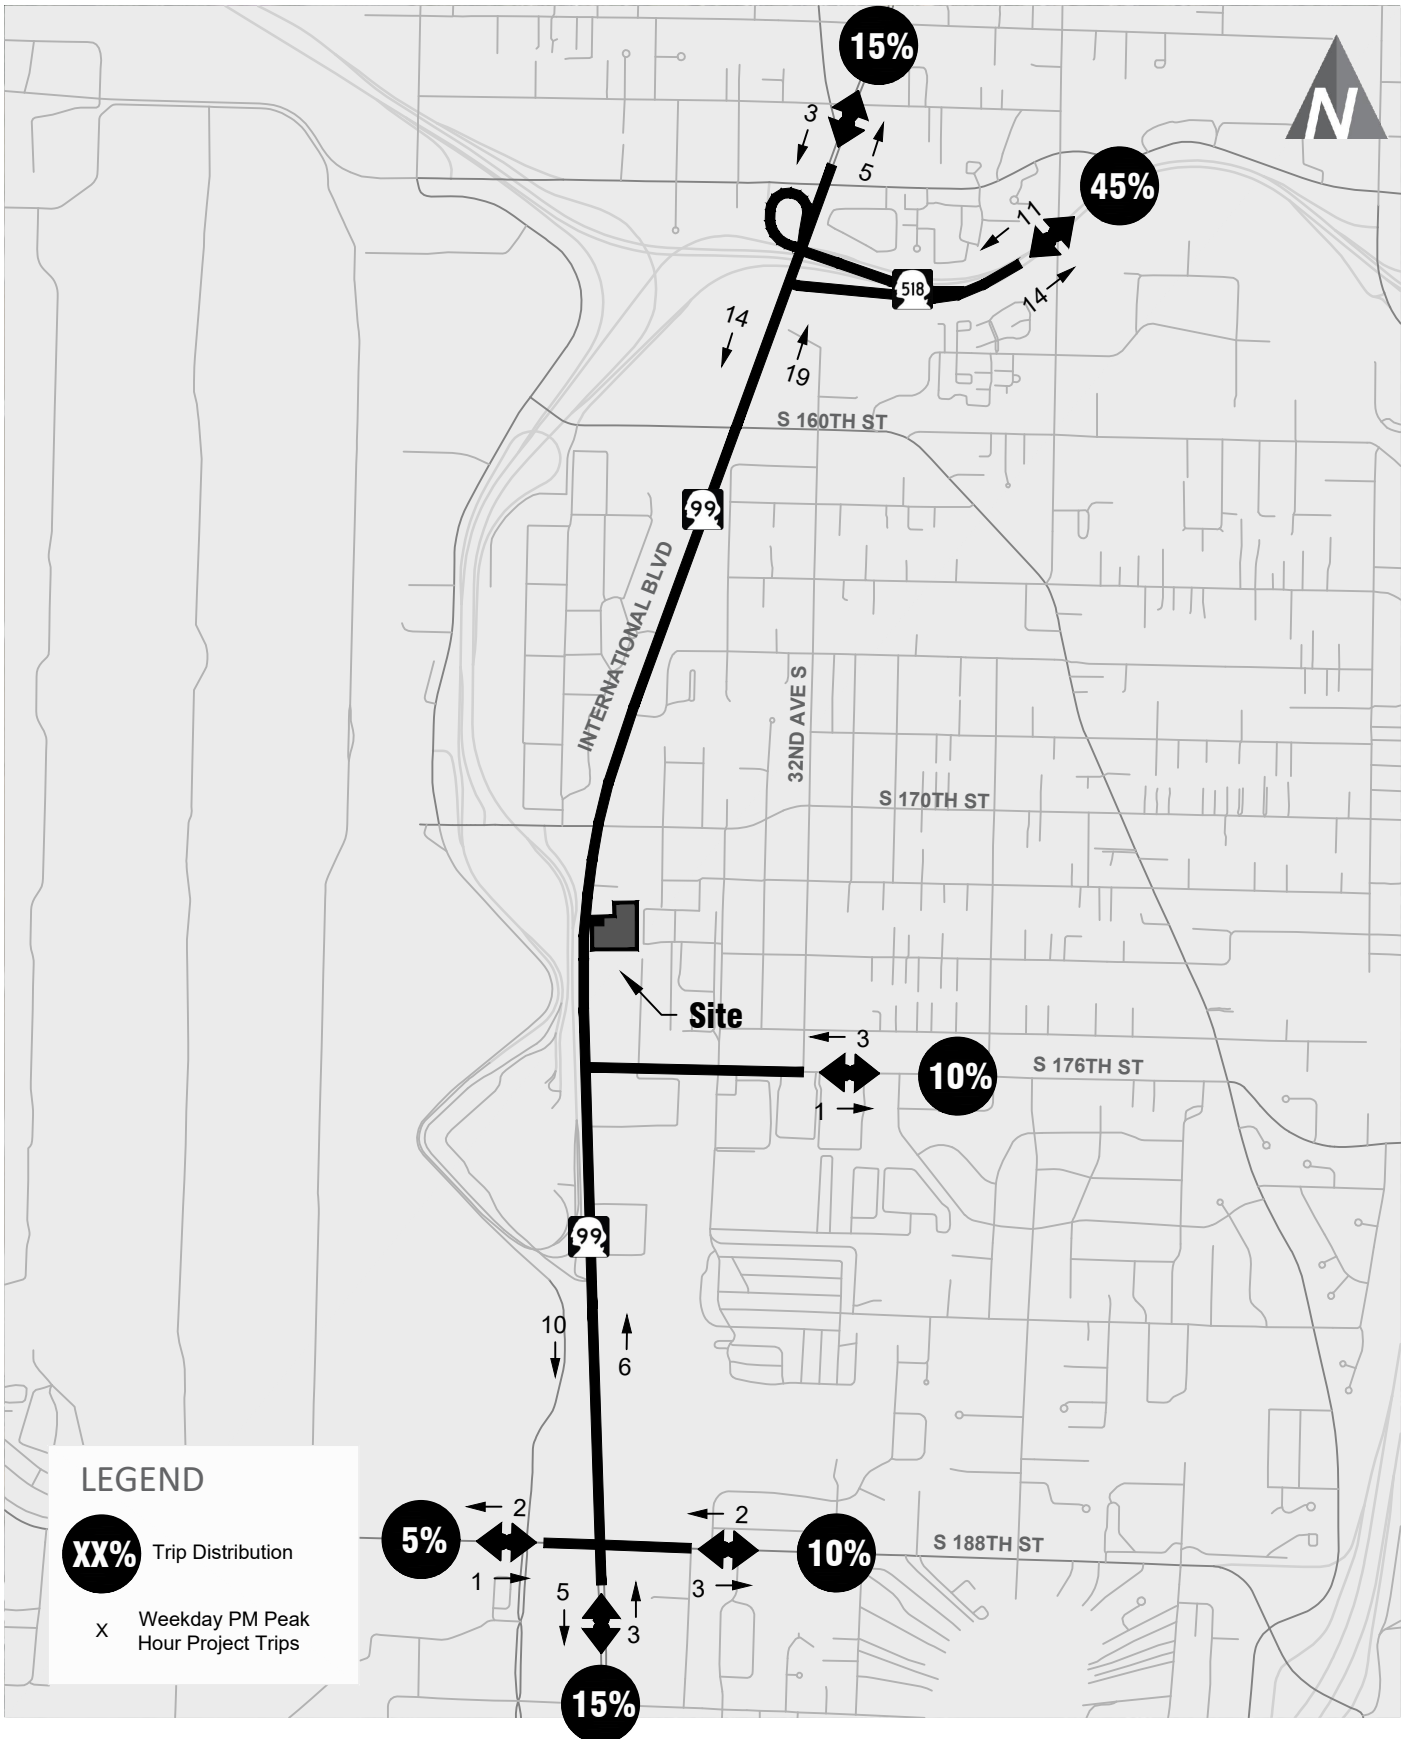 15%
N
3
5
45%
11
14
518
14
19
S 160TH ST
99
INTERNATIONAL BLVD
32ND AVE S
S 170TH ST
Site
3
10%
S 176TH ST
1
99
10
6
LEGEND
XX% Trip Distribution
X Weekday PM Peak
Hour Project Trips
5%
2
1
2
3
10%
S 188TH ST
5
3
15%